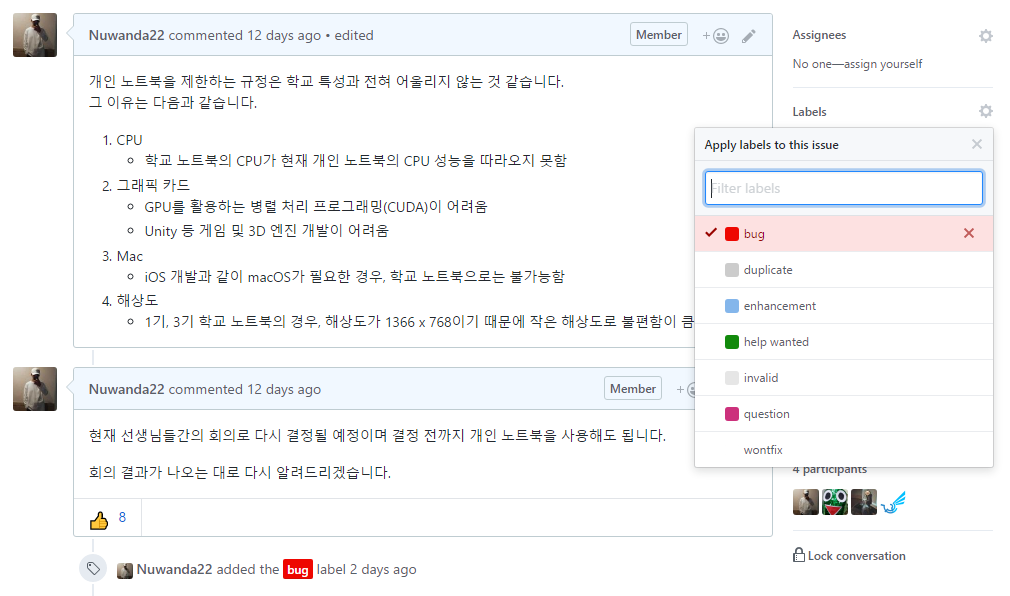 Nuwanda22 commented 12 days ago • edited
Member
개인 노트북을 제한하는 규정은 학교 특성과 전혀 어울리지 않는 것 같습니다.
그 이유는 다음과 같습니다.
1. CPU
학교 노트북의 CPU가 현재 개인 노트북의 CPU 성능을 따라오지 못함
2. 그래픽 카드
GPU를 활용하는 병렬 처리 프로그래밍(CUDA)이 어려움
Unity 등 게임 및 3D 엔진 개발이 어려움
3. Mac
iOS 개발과 같이 macOS가 필요한 경우, 학교 노트북으로는 불가능함
4. 해상도
1기, 3기 학교 노트북의 경우, 해상도가 1366 x 768이기 때문에 작은 해상도로 불편함이 큼
Nuwanda22 commented 12 days ago
Member
현재 선생님들간의 회의로 다시 결정될 예정이며 결정 전까지 개인 노트북을 사용해도 됩니다.
회의 결과가 나오는 대로 다시 알려드리겠습니다.
8
Nuwanda22 added the bug label 2 days ago
Assignees
No one—assign yourself
Labels
Apply labels to this issue
Filter labels
bug
duplicate
enhancement
help wanted
invalid
question
wontfix
4 participants
Lock conversation